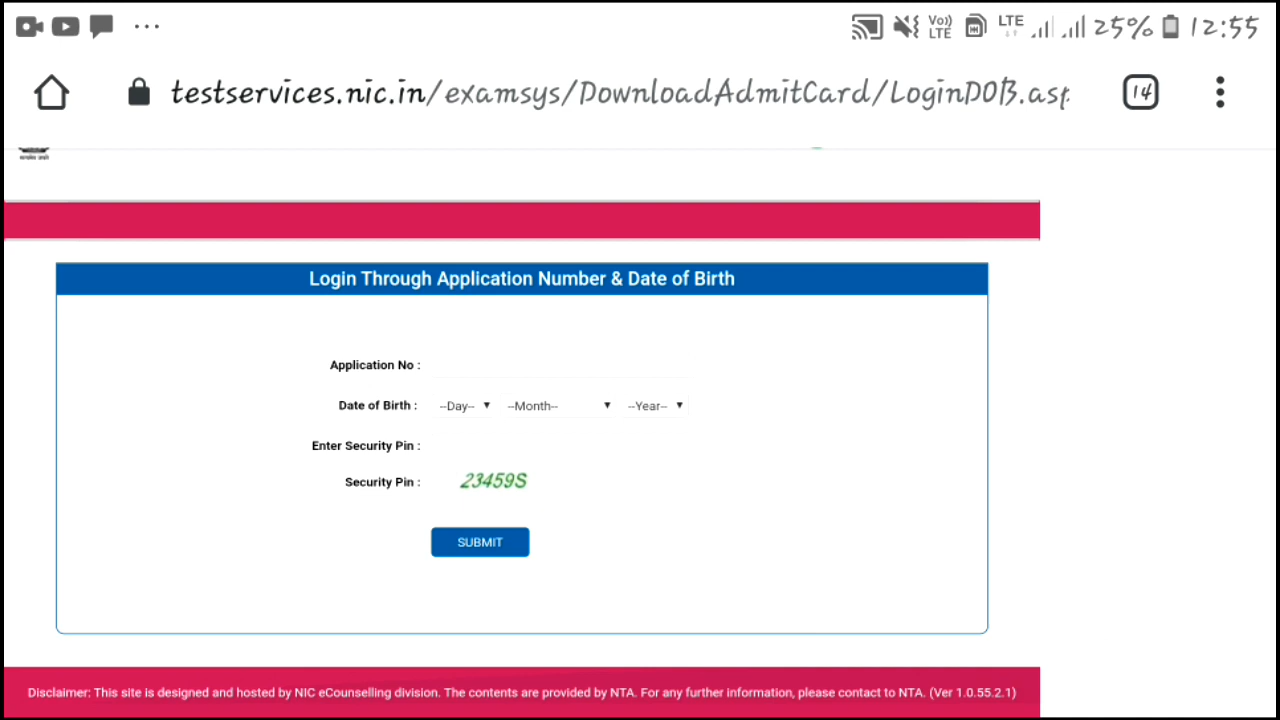 25% 12:55
testservices.nic.in/examsys/DownloadAdmitCard/LoginDOB.asp
14
Login Through Application Number & Date of Birth
Application No :
Date of Birth : --Day-- --Month-- --Year--
Enter Security Pin :
Security Pin : 23459S
SUBMIT
Disclaimer: This site is designed and hosted by NIC eCounselling division. The contents are provided by NTA. For any further information, please contact to NTA. (Ver 1.0.55.2.1)